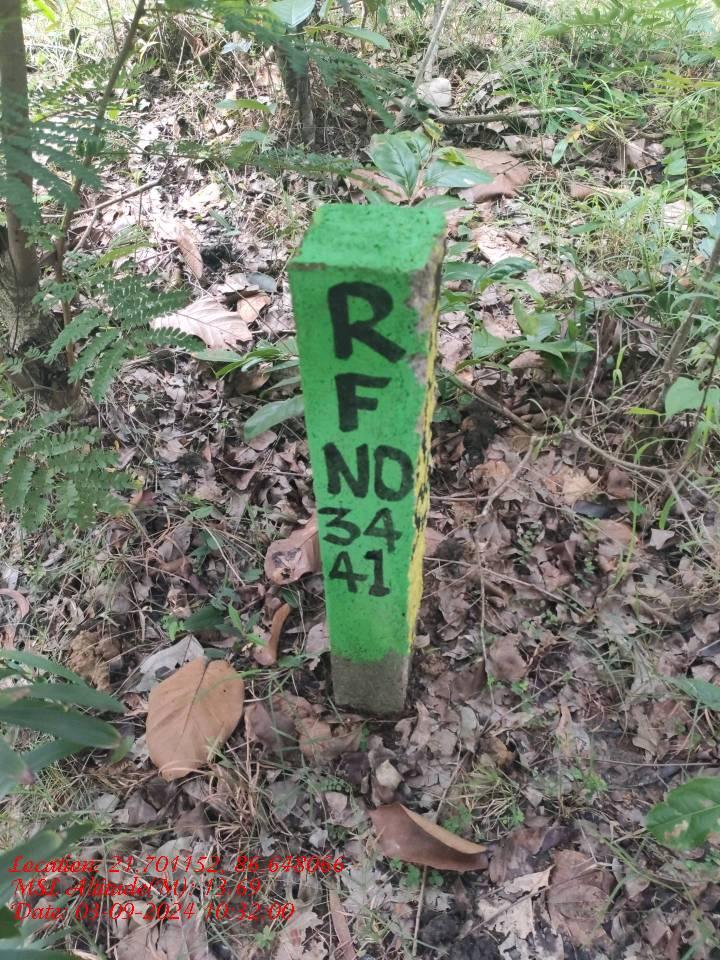 R
F
NO
34
41
Location: 21.701152, 86.648066
MSL Altitude(M): 13.69
Date: 03-09-2024 10:32:00